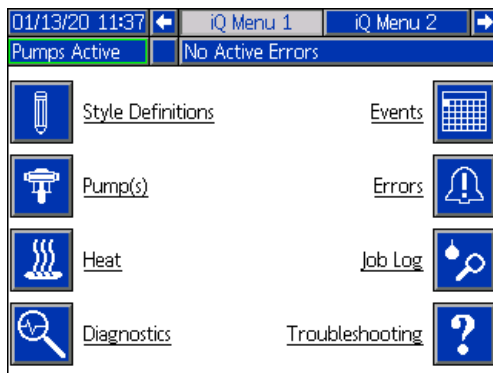 01/13/20 11:37 iQ Menu 1 iQ Menu 2
Pumps Active No Active Errors
Style Definitions Events
Pump(s) Errors
Heat Job Log
Diagnostics Troubleshooting
?